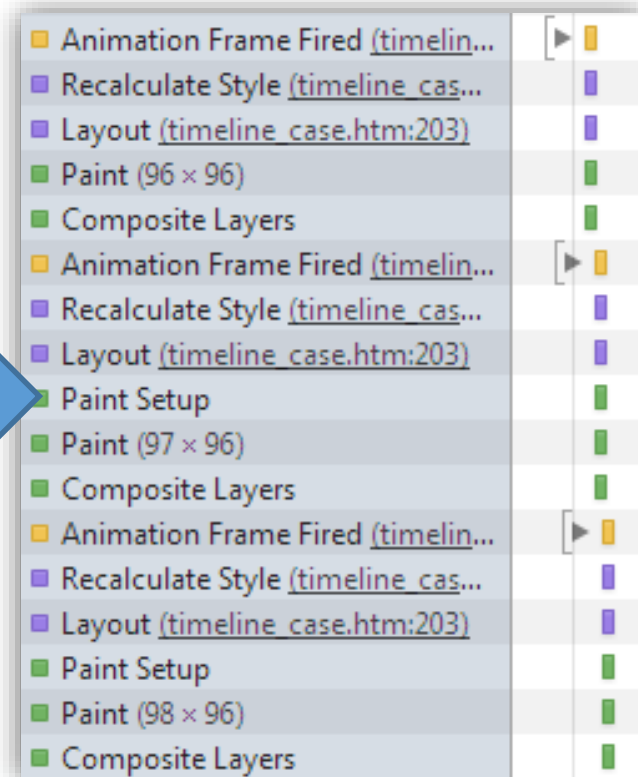 Animation Frame Fired (timelin...
Recalculate Style (timeline_cas...
Layout (timeline_case.htm:203)
Paint (96 × 96)
Composite Layers
Animation Frame Fired (timelin...
Recalculate Style (timeline_cas...
Layout (timeline_case.htm:203)
Paint Setup
Paint (97 × 96)
Composite Layers
Animation Frame Fired (timelin...
Recalculate Style (timeline_cas...
Layout (timeline_case.htm:203)
Paint Setup
Paint (98 × 96)
Composite Layers